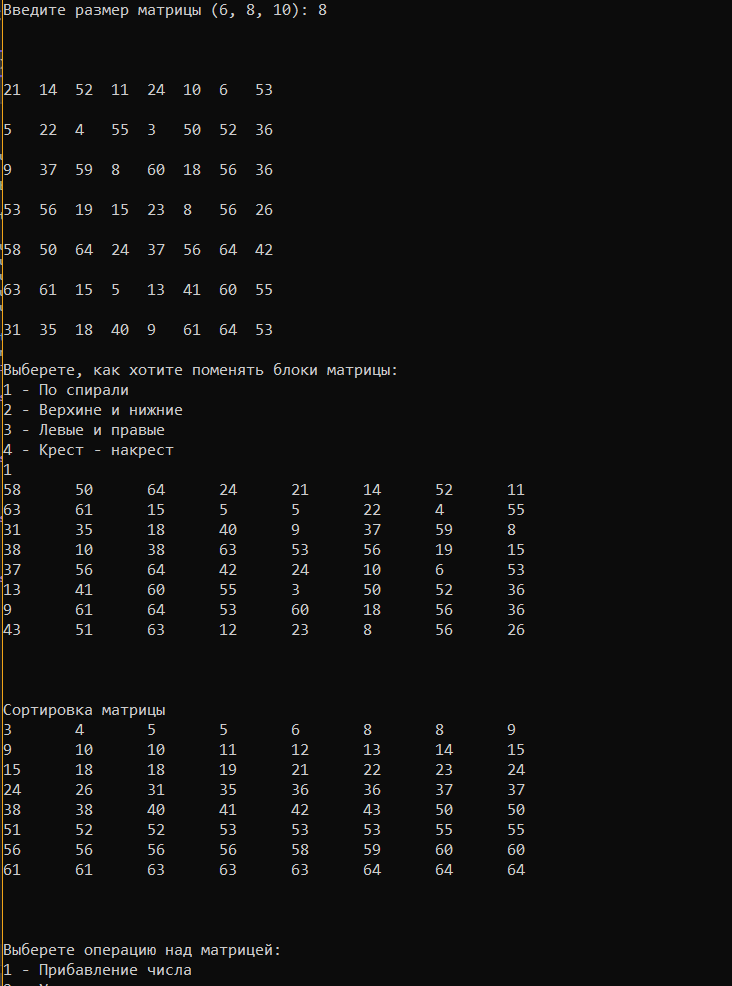 Введите размер матрицы (6, 8, 10): 8
21 14 52 11 24 10 6 53
5 22 4 55 3 50 52 36
9 37 59 8 60 18 56 36
53 56 19 15 23 8 56 26
58 50 64 24 37 56 64 42
63 61 15 5 13 41 60 55
31 35 18 40 9 61 64 53
Выберете, как хотите поменять блоки матрицы:
1 - По спирали
2 - Верхине и нижние
3 - Левые и правые
4 - Крест - накрест
1
58 50 64 24 21 14 52 11
63 61 15 5 5 22 4 55
31 35 18 40 9 37 59 8
38 10 38 63 53 56 19 15
37 56 64 42 24 10 6 53
13 41 60 55 3 50 52 36
9 61 64 53 60 18 56 36
43 51 63 12 23 8 56 26
Сортировка матрицы
3 4 5 5 6 8 8 9
9 10 10 11 12 13 14 15
15 18 18 19 21 22 23 24
24 26 31 35 36 36 37 37
38 38 40 41 42 43 50 50
51 52 52 53 53 53 55 55
56 56 56 56 58 59 60 60
61 61 63 63 63 64 64 64
Выберете операцию над матрицей:
1 - Прибавление числа